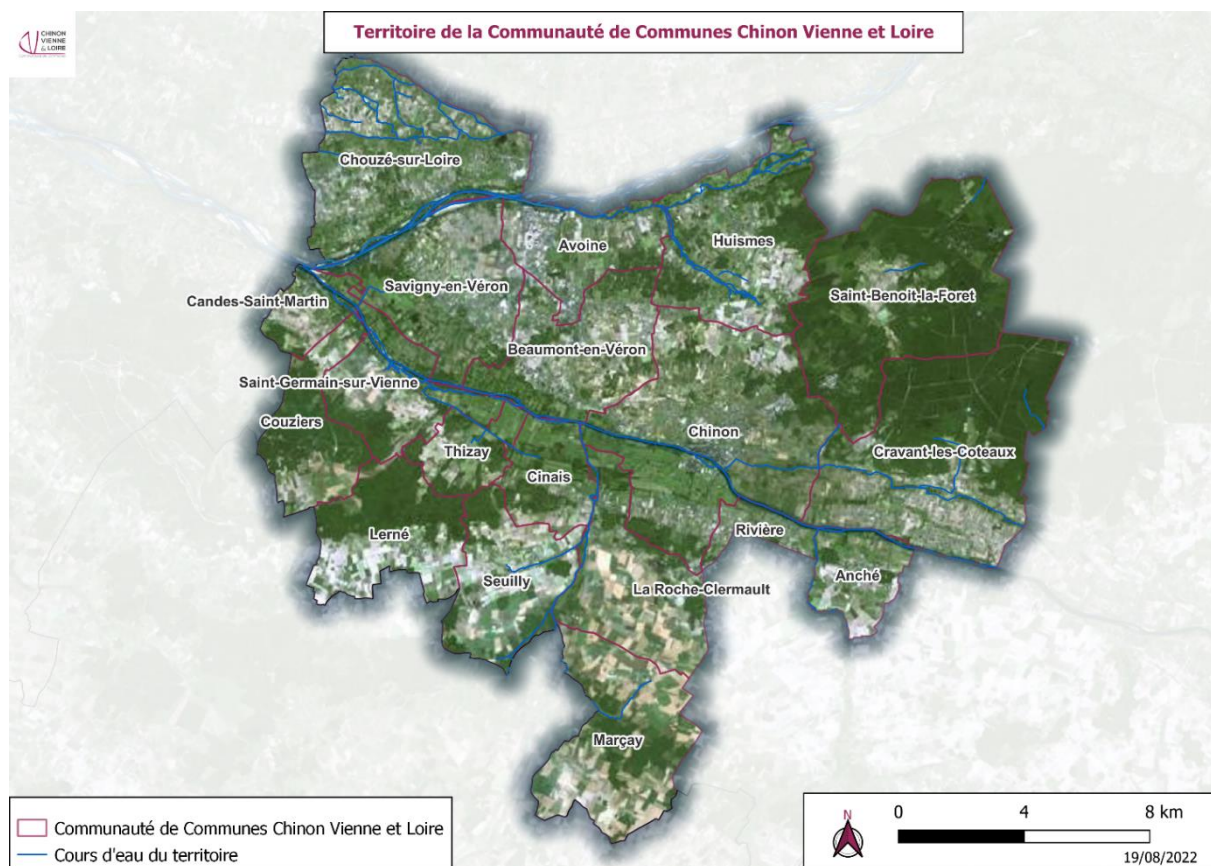 Territoire de la Communauté de Communes Chinon Vienne et Loire
CHINON
VIENNE
& LOIRE
Chouzé-sur-Loire
Avoine
Huismes
Savigny-en-Véron
Candes-Saint-Martin
Saint-Benoit-la-Foret
Beaumont-en-Véron
Saint-Germain-sur-Vienne
Couziers
Chinon
Thizay
Cravant-les-Coteaux
Cinais
Rivière
Lerné
Seuilly
La Roche-Clermault
Anché
Marçay
Communauté de Communes Chinon Vienne et Loire
Cours d'eau du territoire
N
0 4 8 km
19/08/2022